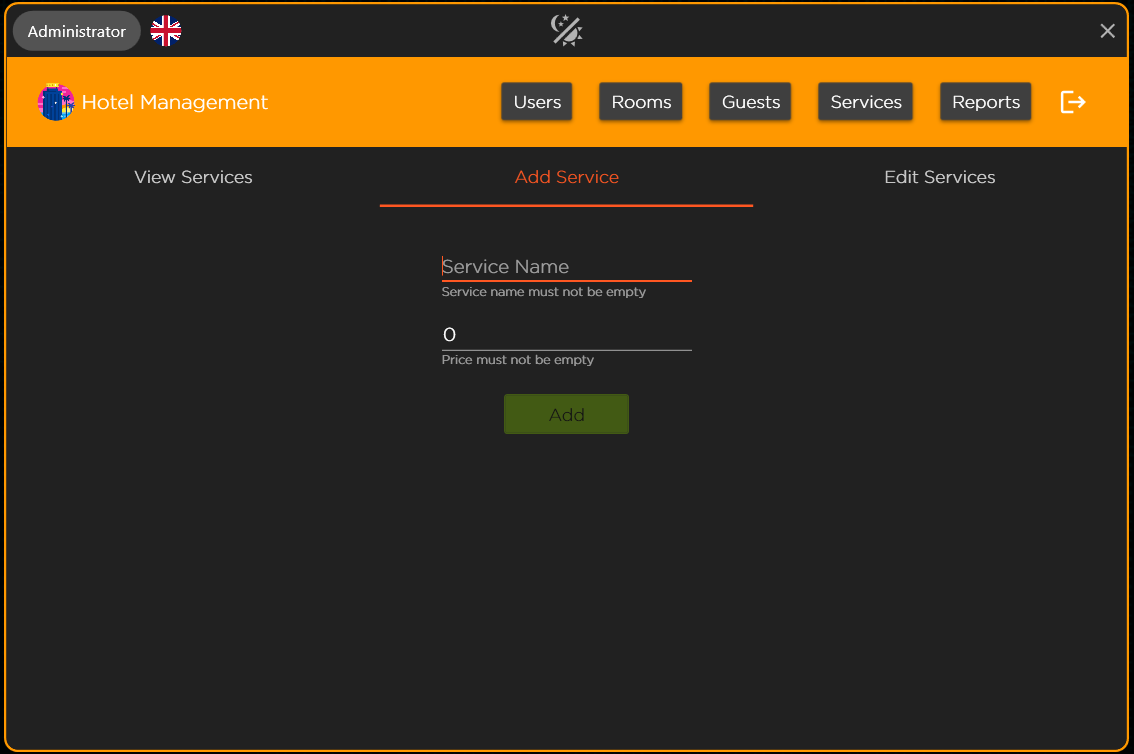 Administrator
Hotel Management
Users
Rooms
Guests
Services
Reports
View Services
Add Service
Edit Services
Service Name
Service name must not be empty
0
Price must not be empty
Add